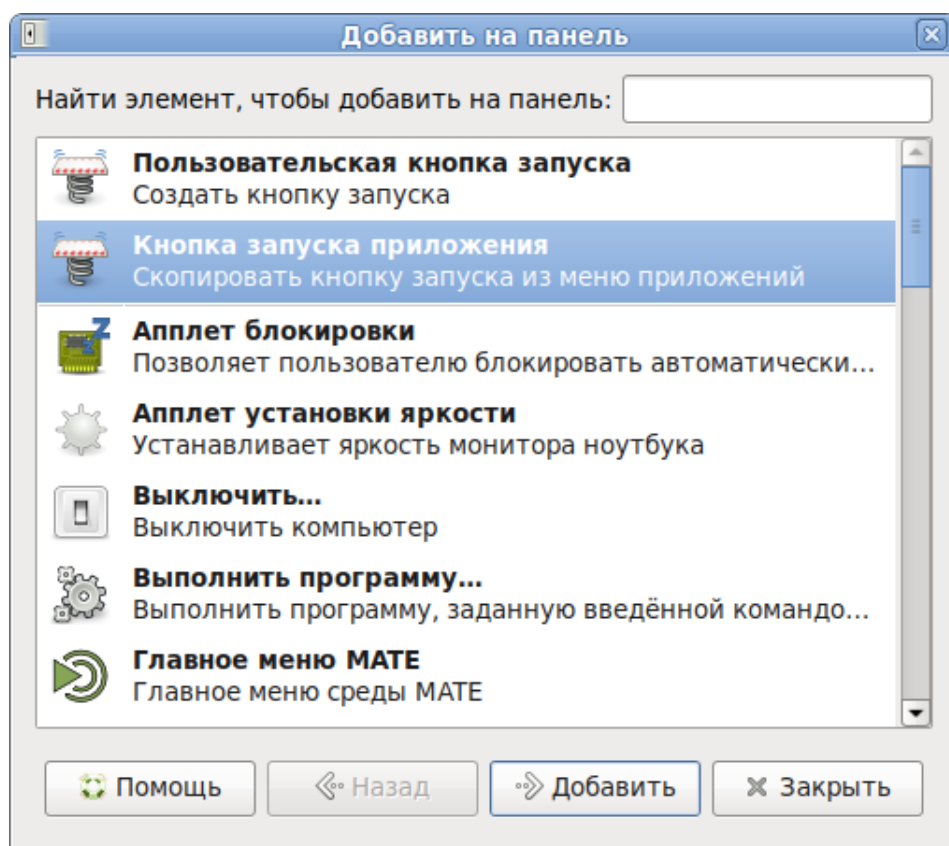 Добавить на панель
Найти элемент, чтобы добавить на панель:
Пользовательская кнопка запуска
Создать кнопку запуска
Кнопка запуска приложения
Скопировать кнопку запуска из меню приложений
Апплет блокировки
Позволяет пользователю блокировать автоматически...
Апплет установки яркости
Устанавливает яркость монитора ноутбука
Выключить...
Выключить компьютер
Выполнить программу...
Выполнить программу, заданную введённой командо...
Главное меню MATE
Главное меню среды MATE
Помощь Назад Добавить Закрыть